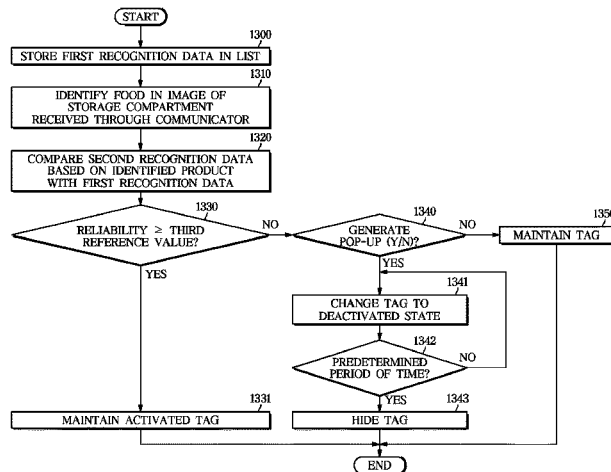 START
1300
STORE FIRST RECOGNITION DATA IN LIST
1310
IDENTIFY FOOD IN IMAGE OF
STORAGE COMPARTMENT
RECEIVED THROUGH COMMUNICATOR
1320
COMPARE SECOND RECOGNITION DATA
BASED ON IDENTIFIED PRODUCT
WITH FIRST RECOGNITION DATA
1330
RELIABILITY ≥ THIRD
REFERENCE VALUE?
NO
YES
1340
GENERATE
POP-UP (Y/N)?
NO
YES
1350
MAINTAIN TAG
1341
CHANGE TAG TO
DEACTIVATED STATE
1342
PREDETERMINED
PERIOD OF TIME?
NO
YES
1331
MAINTAIN ACTIVATED TAG
1343
HIDE TAG
END